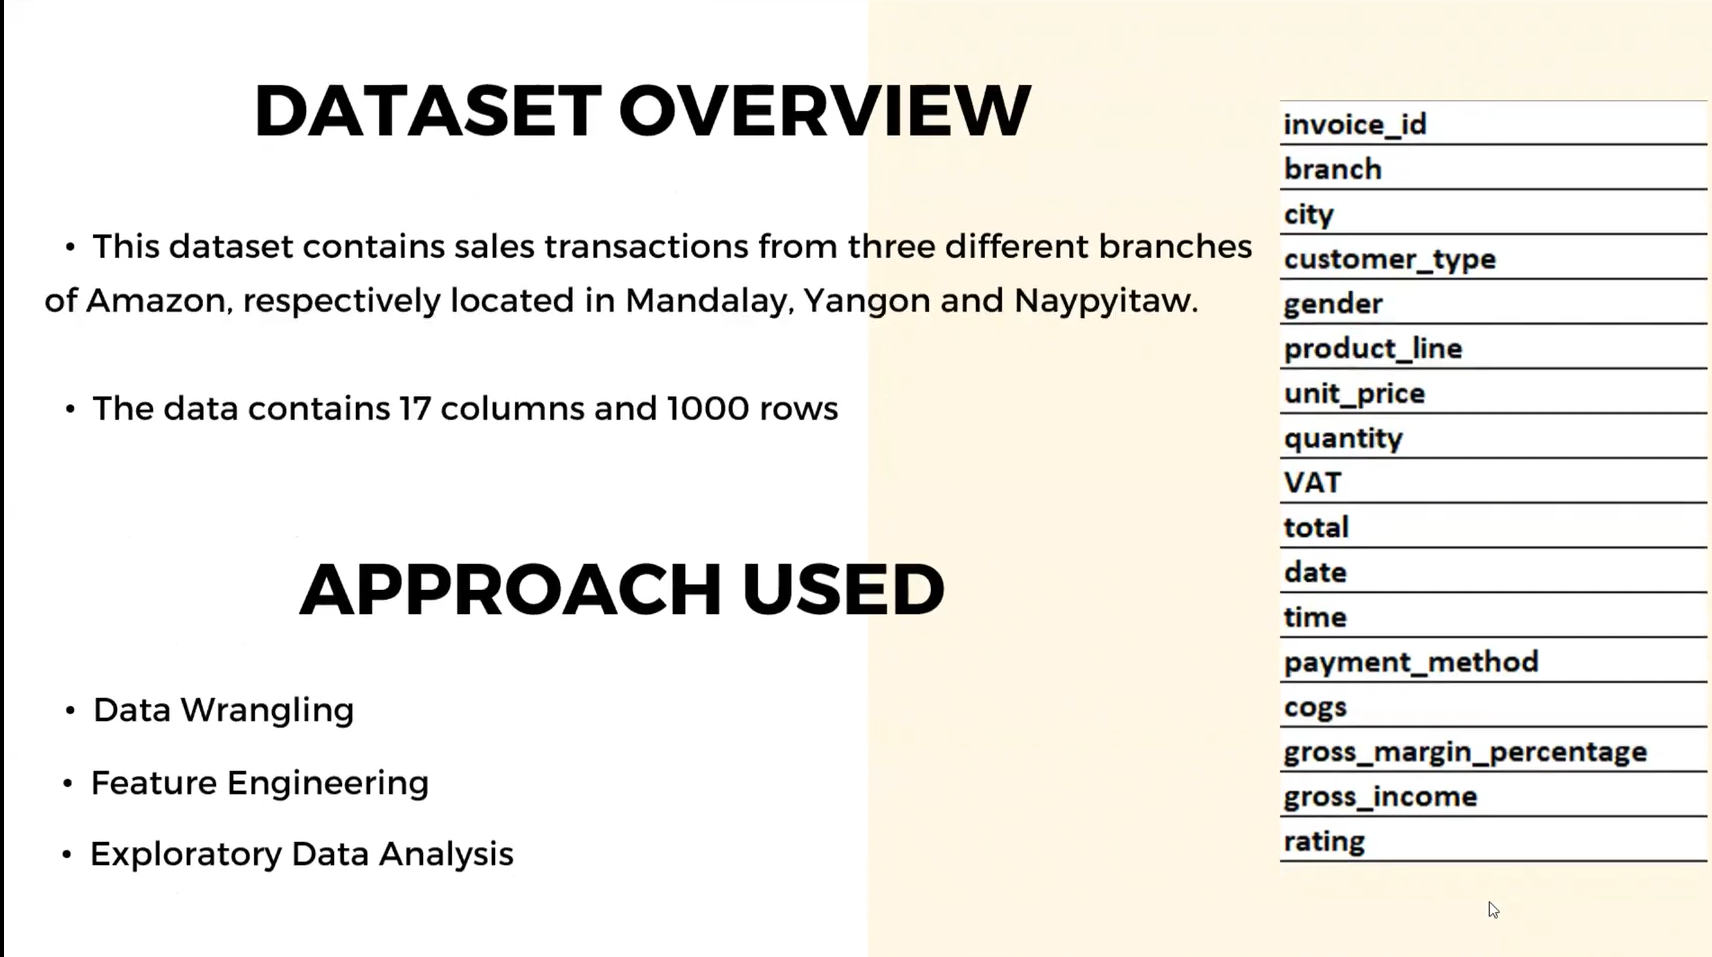 DATASET OVERVIEW
• This dataset contains sales transactions from three different branches
of Amazon, respectively located in Mandalay, Yangon and Naypyitaw.
• The data contains 17 columns and 1000 rows
APPROACH USED
• Data Wrangling
• Feature Engineering
• Exploratory Data Analysis
invoice_id
branch
city
customer_type
gender
product_line
unit_price
quantity
VAT
total
date
time
payment_method
cogs
gross_margin_percentage
gross_income
rating